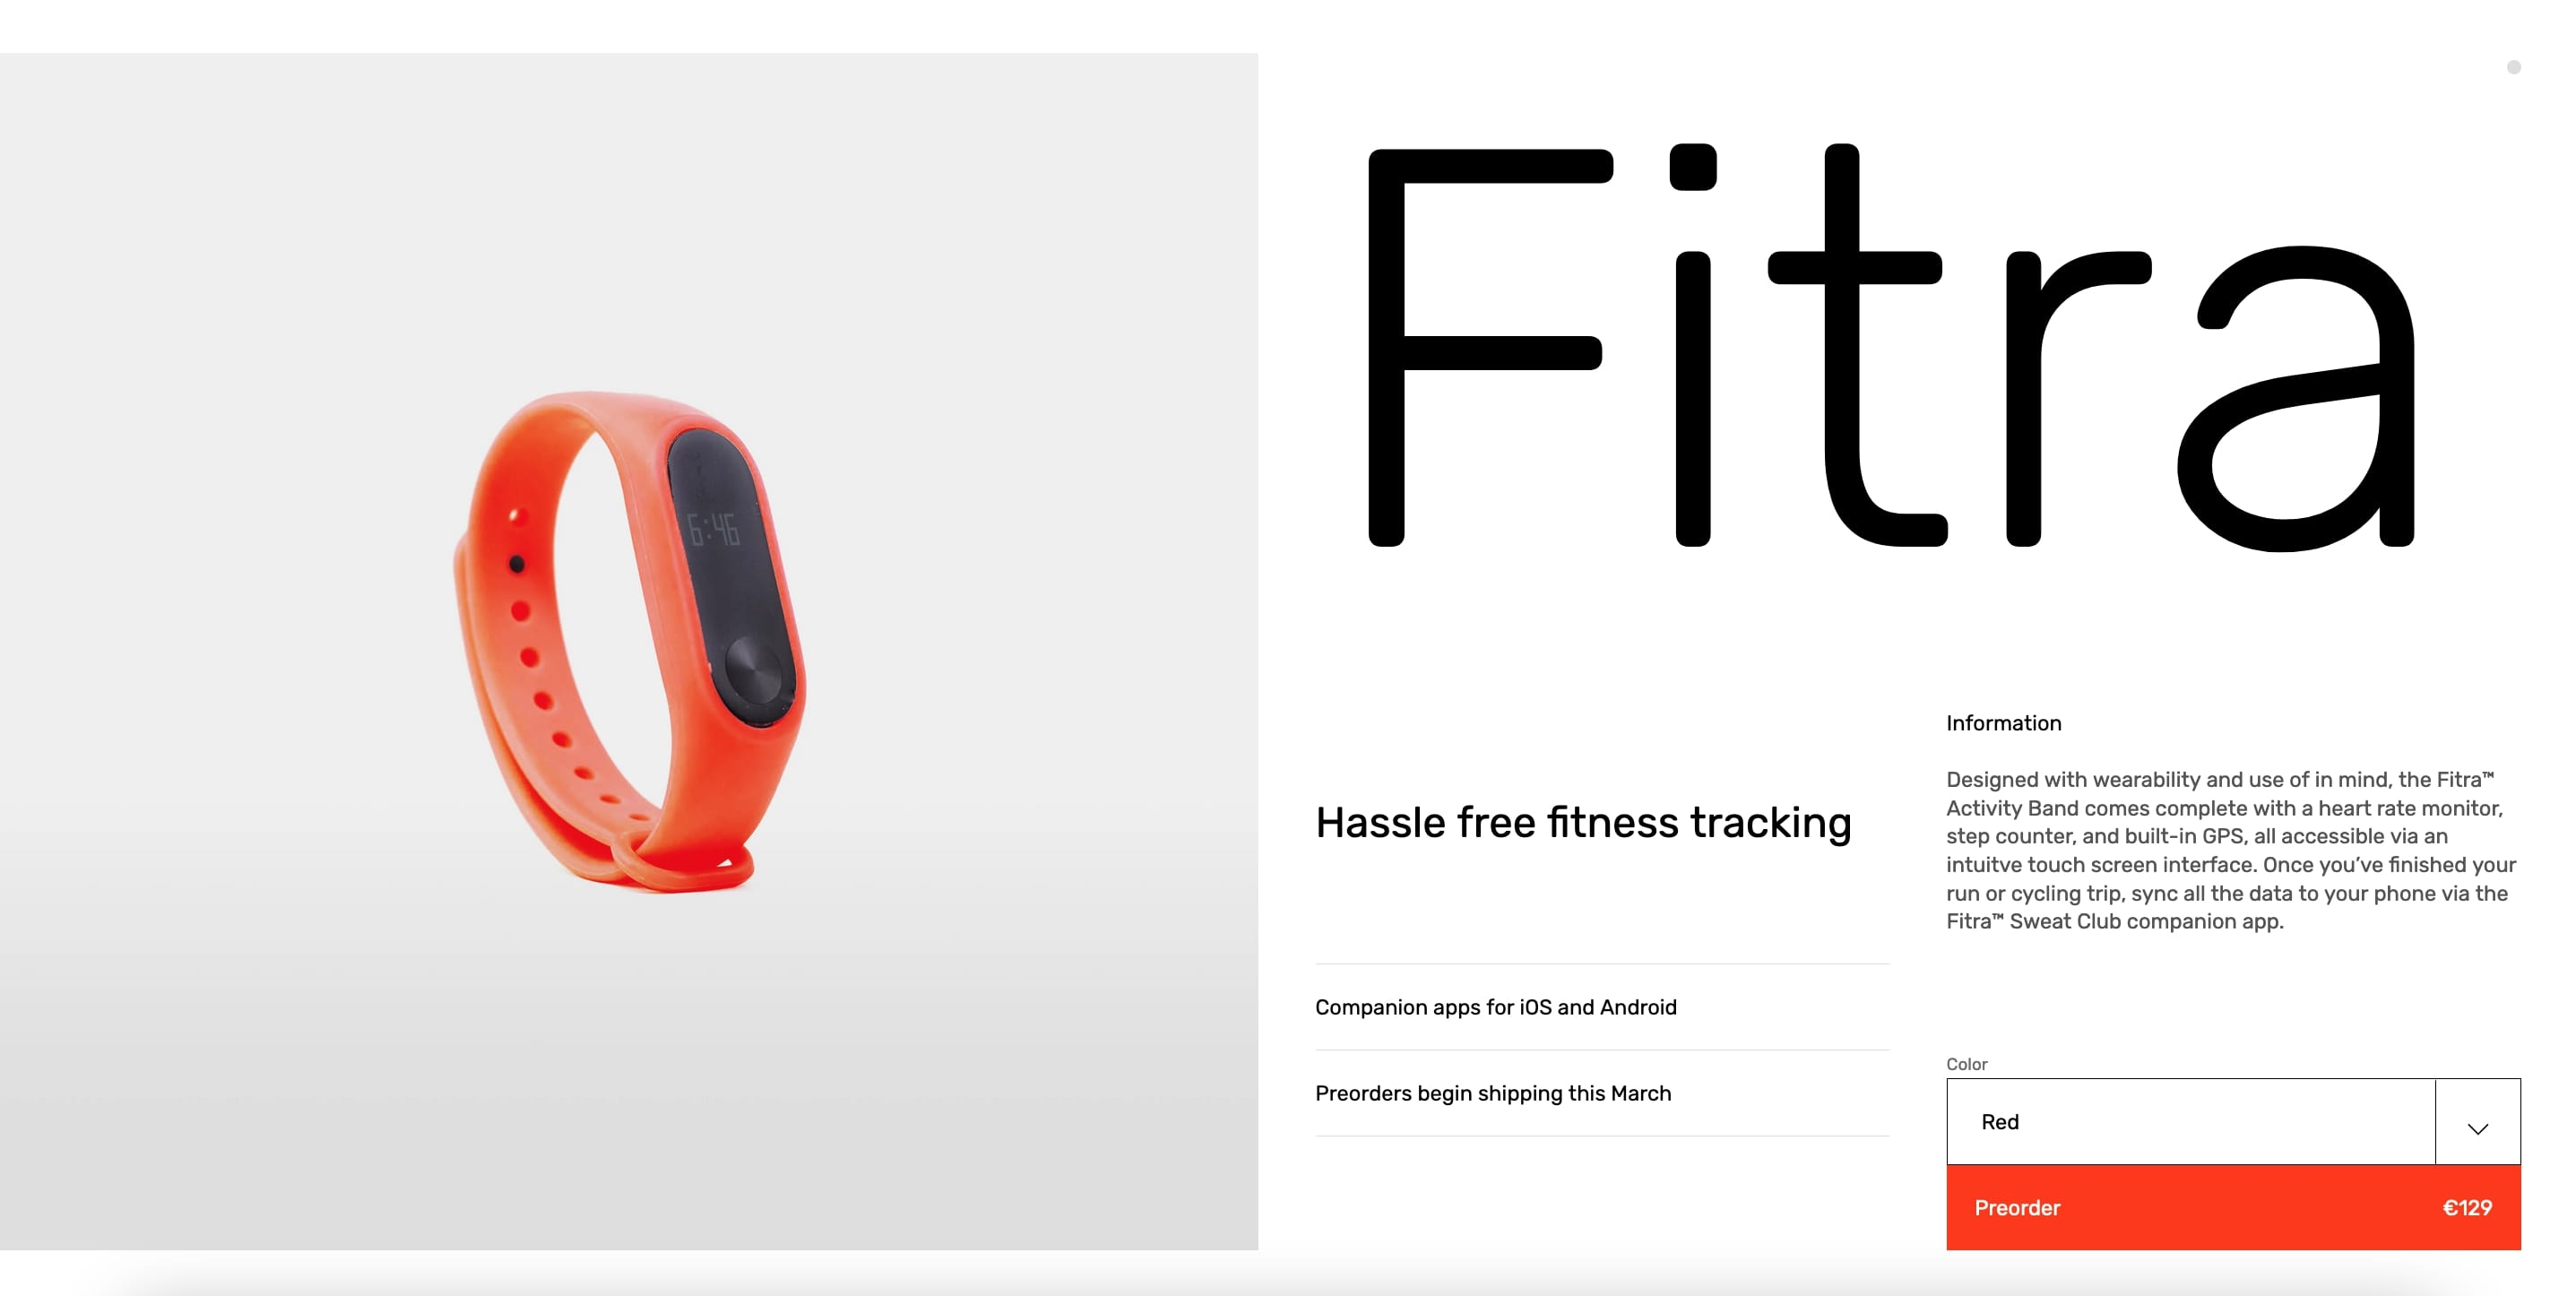 Fitra
6:46
Hassle free fitness tracking
Companion apps for iOS and Android
Preorders begin shipping this March
Information
Designed with wearability and use of in mind, the Fitra™
Activity Band comes complete with a heart rate monitor,
step counter, and built-in GPS, all accessible via an
intuitve touch screen interface. Once you’ve finished your
run or cycling trip, sync all the data to your phone via the
Fitra™ Sweat Club companion app.
Color
Red
Preorder €129